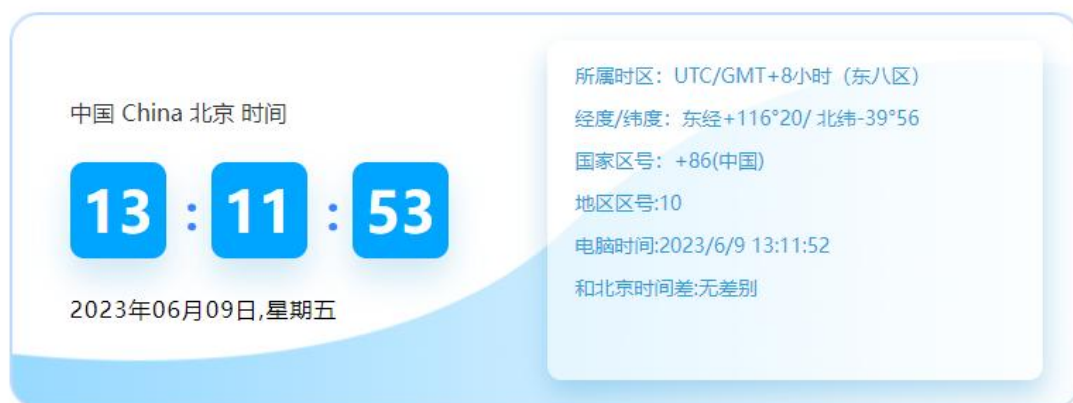 中国 China 北京 时间
13 : 11 : 53
2023年06月09日,星期五
所属时区：UTC/GMT+8小时（东八区）
经度/纬度：东经+116°20/ 北纬-39°56
国家区号：+86(中国)
地区区号:10
电脑时间:2023/6/9 13:11:52
和北京时间差:无差别